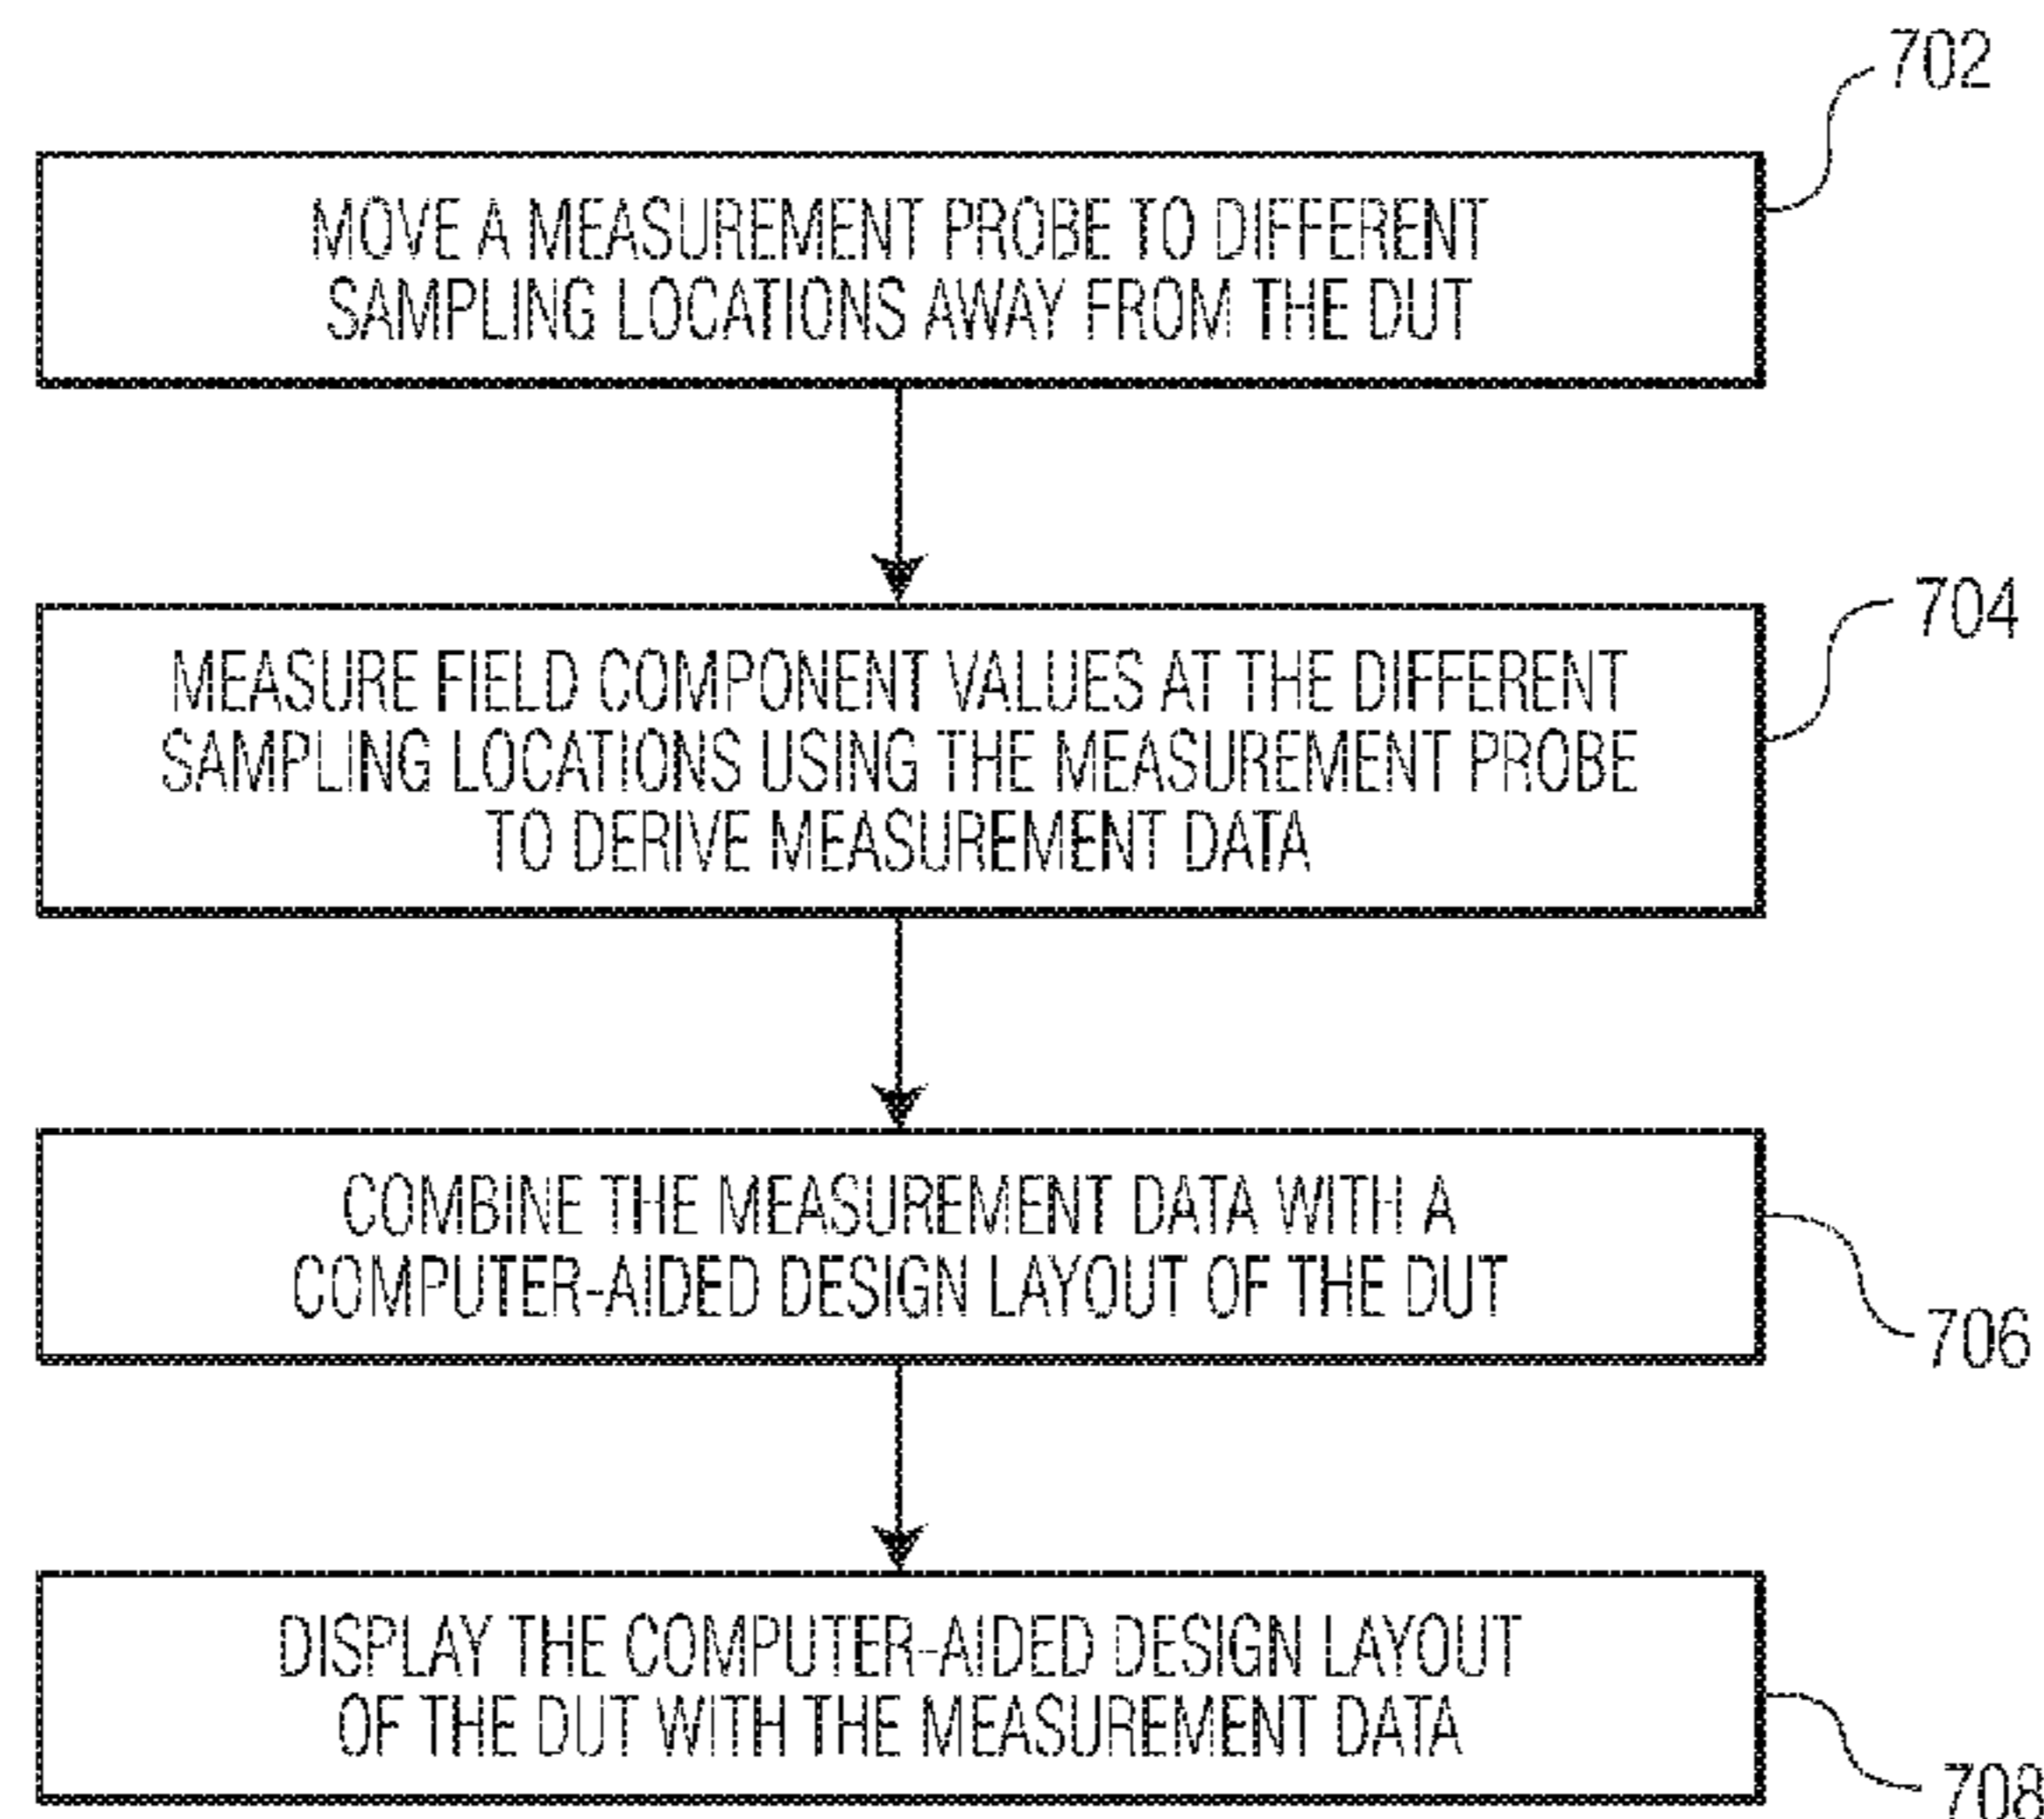 702
MOVE A MEASUREMENT PROBE TO DIFFERENT
SAMPLING LOCATIONS AWAY FROM THE DUT
704
MEASURE FIELD COMPONENT VALUES AT THE DIFFERENT
SAMPLING LOCATIONS USING THE MEASUREMENT PROBE
TO DERIVE MEASUREMENT DATA
COMBINE THE MEASUREMENT DATA WITH A
COMPUTER-AIDED DESIGN LAYOUT OF THE DUT
706
DISPLAY THE COMPUTER-AIDED DESIGN LAYOUT
OF THE DUT WITH THE MEASUREMENT DATA
708